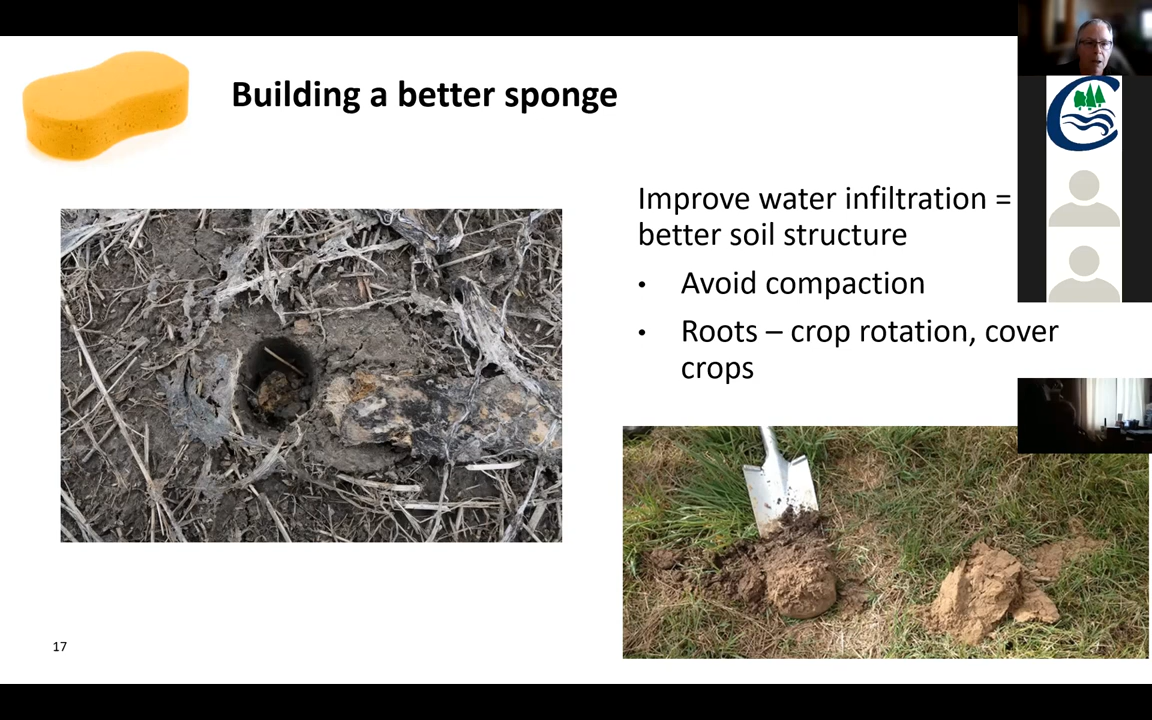 Building a better sponge
Improve water infiltration =
better soil structure
• Avoid compaction
• Roots – crop rotation, cover
crops
17